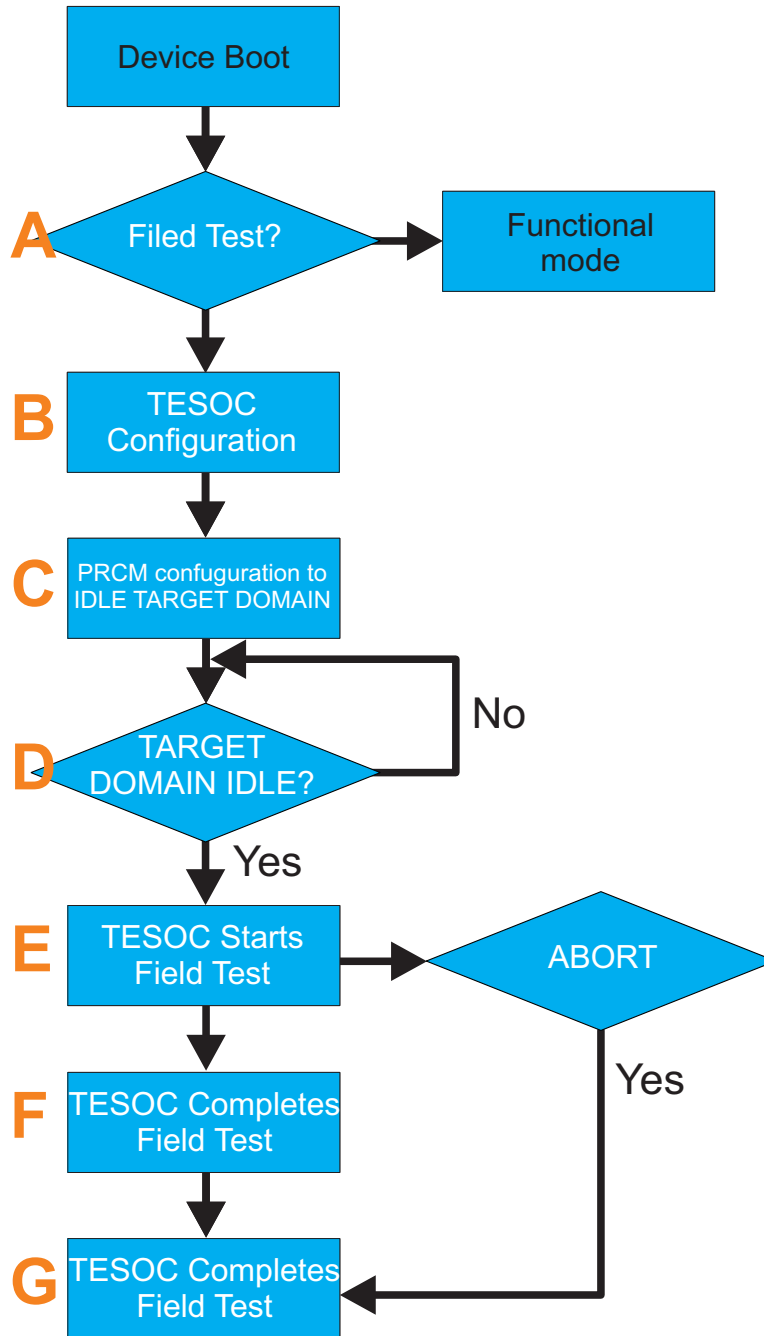 Device Boot
A
Filed Test?
Functional
mode
B
TESOC
Configuration
C
PRCM confuguration to
IDLE TARGET DOMAIN
No
D
TARGET
DOMAIN IDLE?
Yes
E
TESOC Starts
Field Test
ABORT
Yes
F
TESOC Completes
Field Test
G
TESOC Completes
Field Test